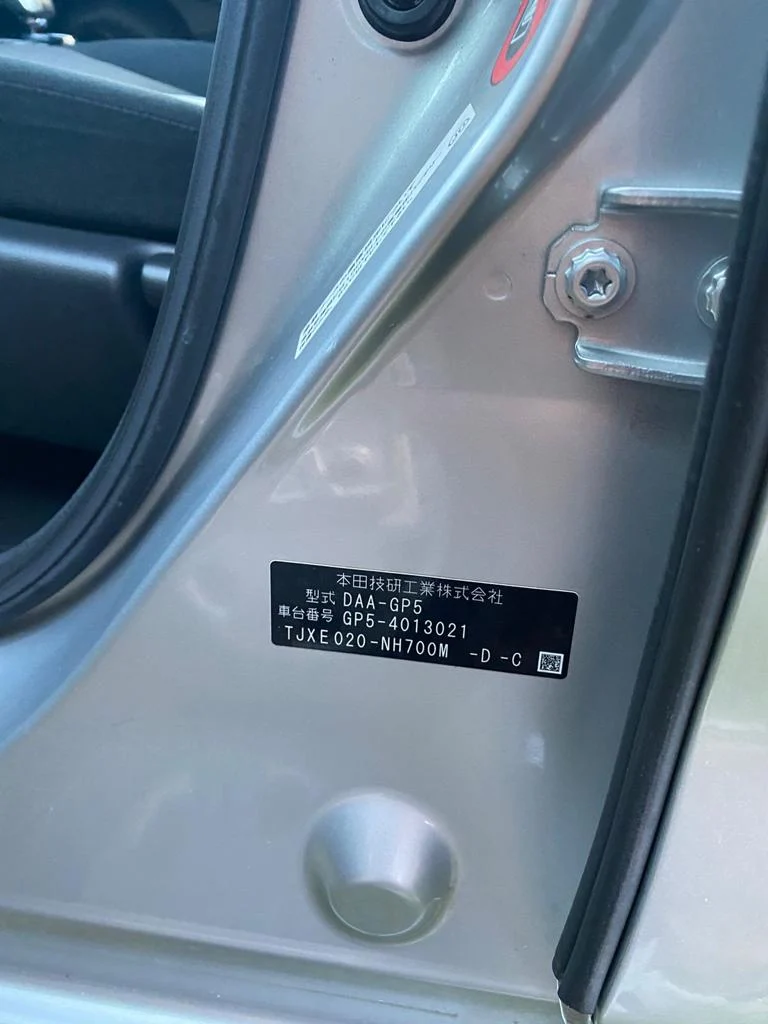 本田技研工業株式会社
型式 DAA-GP5
車台番号 GP5-4013021
TJXE020-NH700M -D -C